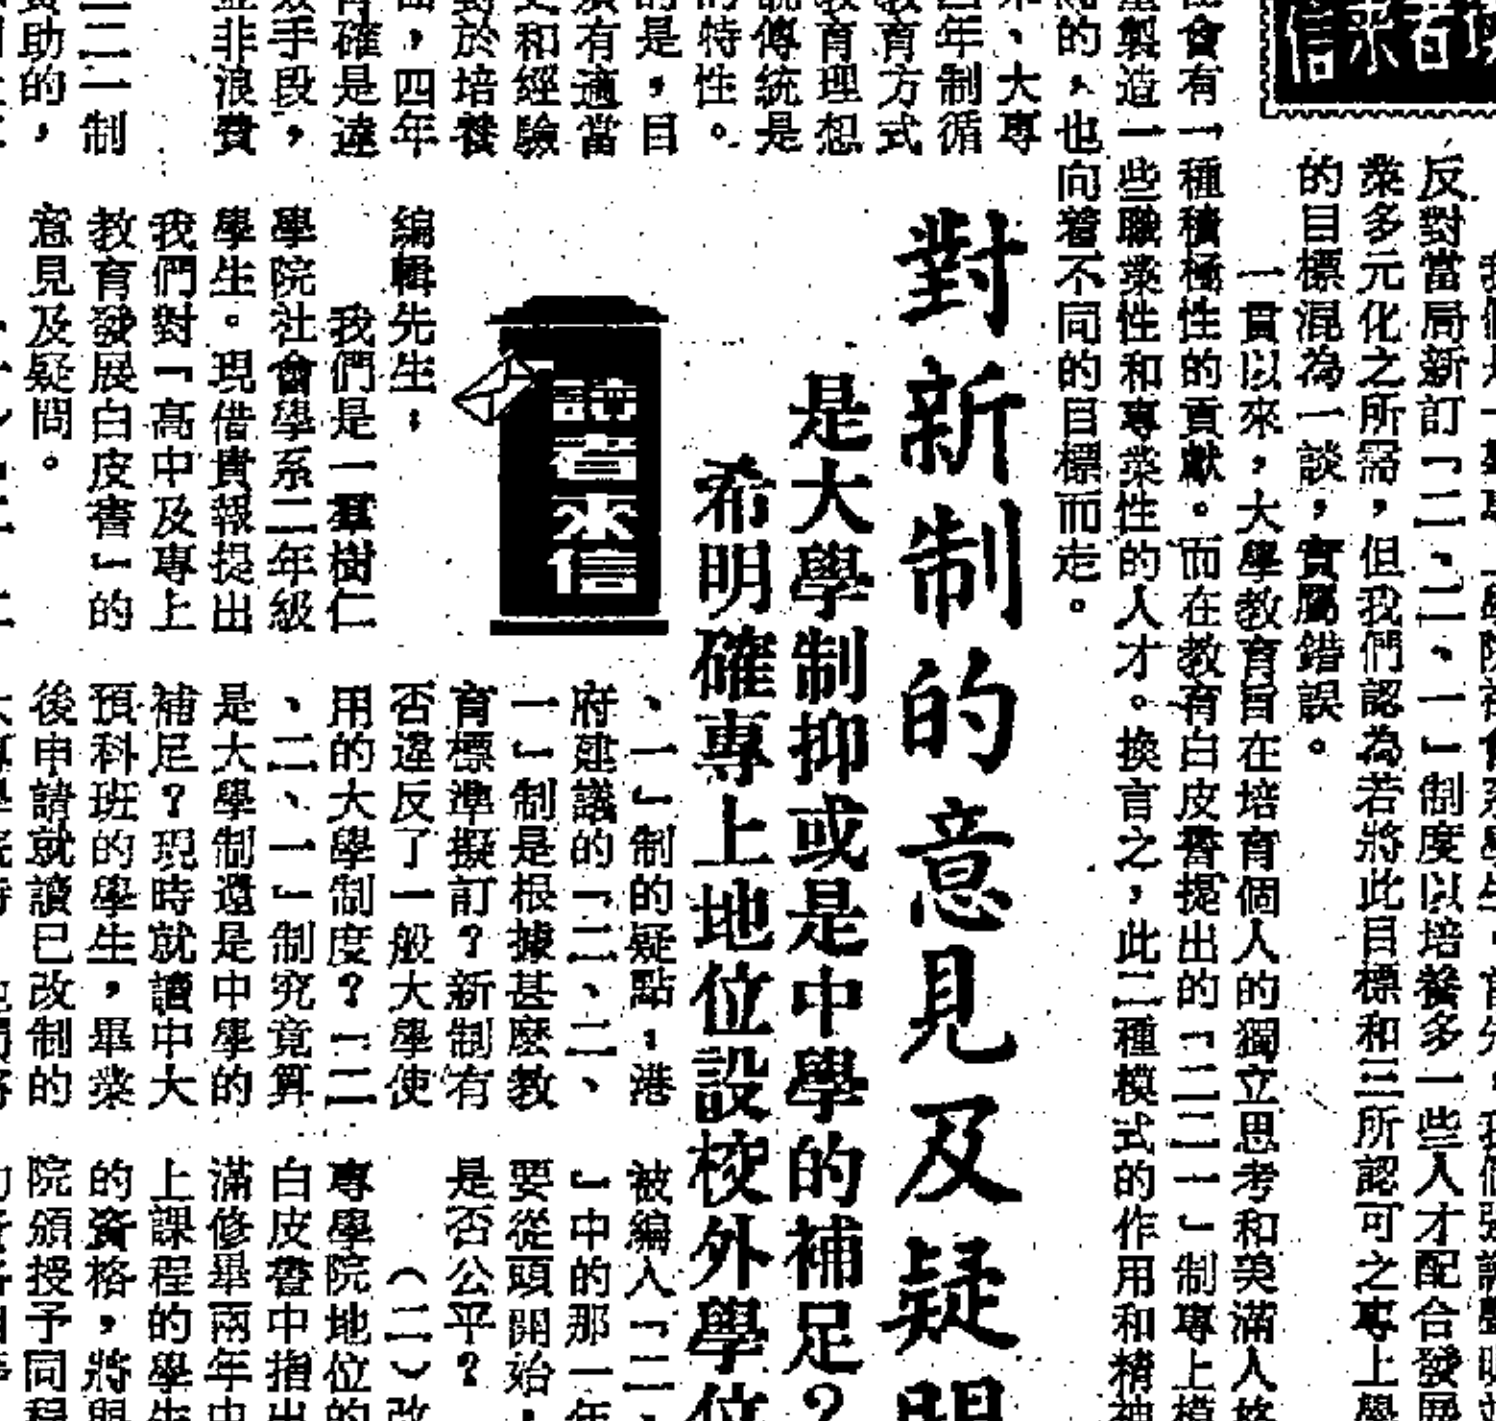 者來信
反對當局新訂「二、二、一」制度以培養多一些人才配合發展
業多元化之所需，但我們認為若將此目標和三所認可之專上學
的目標混為一談，實屬錯誤。
一貫以來，大學教育旨在培育個人的獨立思考和美滿人格
會有一種積極性的貢獻。而在教育白皮書提出的「二二一」制專上模
製造一些職業性和專業性的人才。換言之，此二種模式的作用和精神
的，也向着不同的目標而走。
、大專
年制循
育方式
育理想
傳統是
的特性。
的是，目
有適當
和經驗
於培養
，四年
確是達
手段，
非浪費
二二一制
助的，
對新制的意見及疑問
是大學制抑或是中學的補足？
希明確專上地位設校外學位
讀者來信
編輯先生：
我們是一羣樹仁
學院社會學系二年級
學生。現借貴報提出
我們對「高中及專上
教育發展白皮書」的
意見及疑問。
、一」制的疑點：港
府建議的「二、二、
一」制是根據甚麽教
育標準擬訂？新制有
否違反了一般大學使
用的大學制度？「二
、二、一」制究竟算
是大學制還是中學的
補足？現時就讀中大
預科班的學生，畢業
後申請就讀已改制的
被編入「二、
」中的那一年
要從頭開始，
是否公平？
（二）改
專學院地位的
白皮書中指出
滿修畢兩年中
上課程的學生
的資格，將與
院頒授予同程